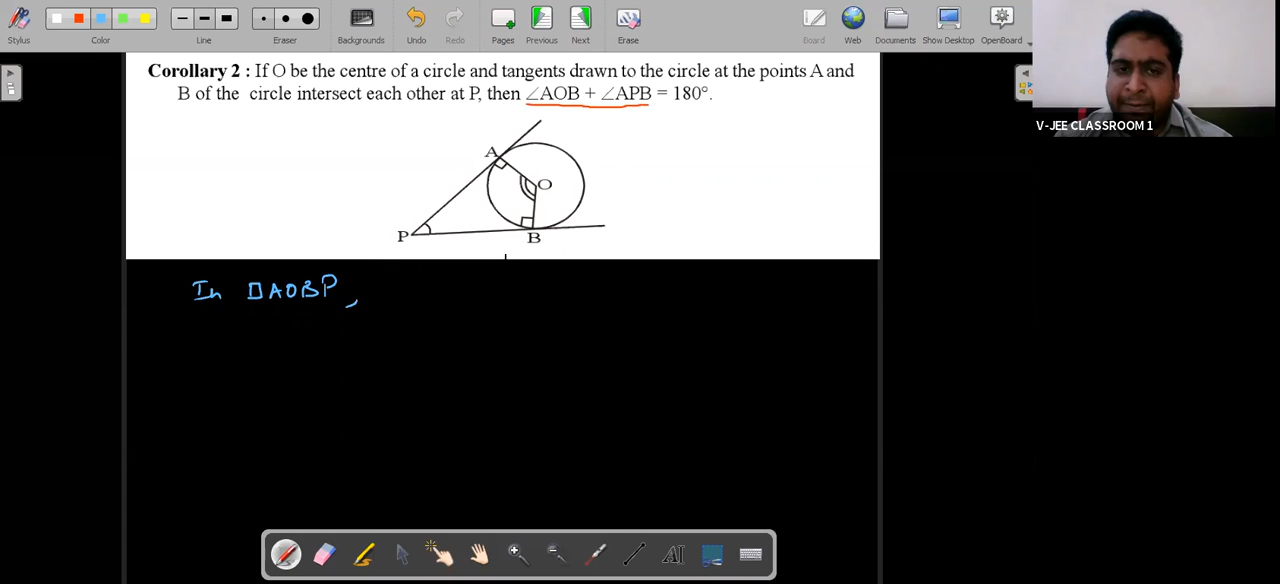 Stylus Color Line Eraser Backgrounds Undo Redo Pages Previous Next Erase Board Web Documents Show Desktop OpenBoard
V-JEE CLASSROOM 1
Corollary 2 : If O be the centre of a circle and tangents drawn to the circle at the points A and
B of the circle intersect each other at P, then ∠AOB + ∠APB = 180°.
A
O
P
B
In □AOBP,
AI